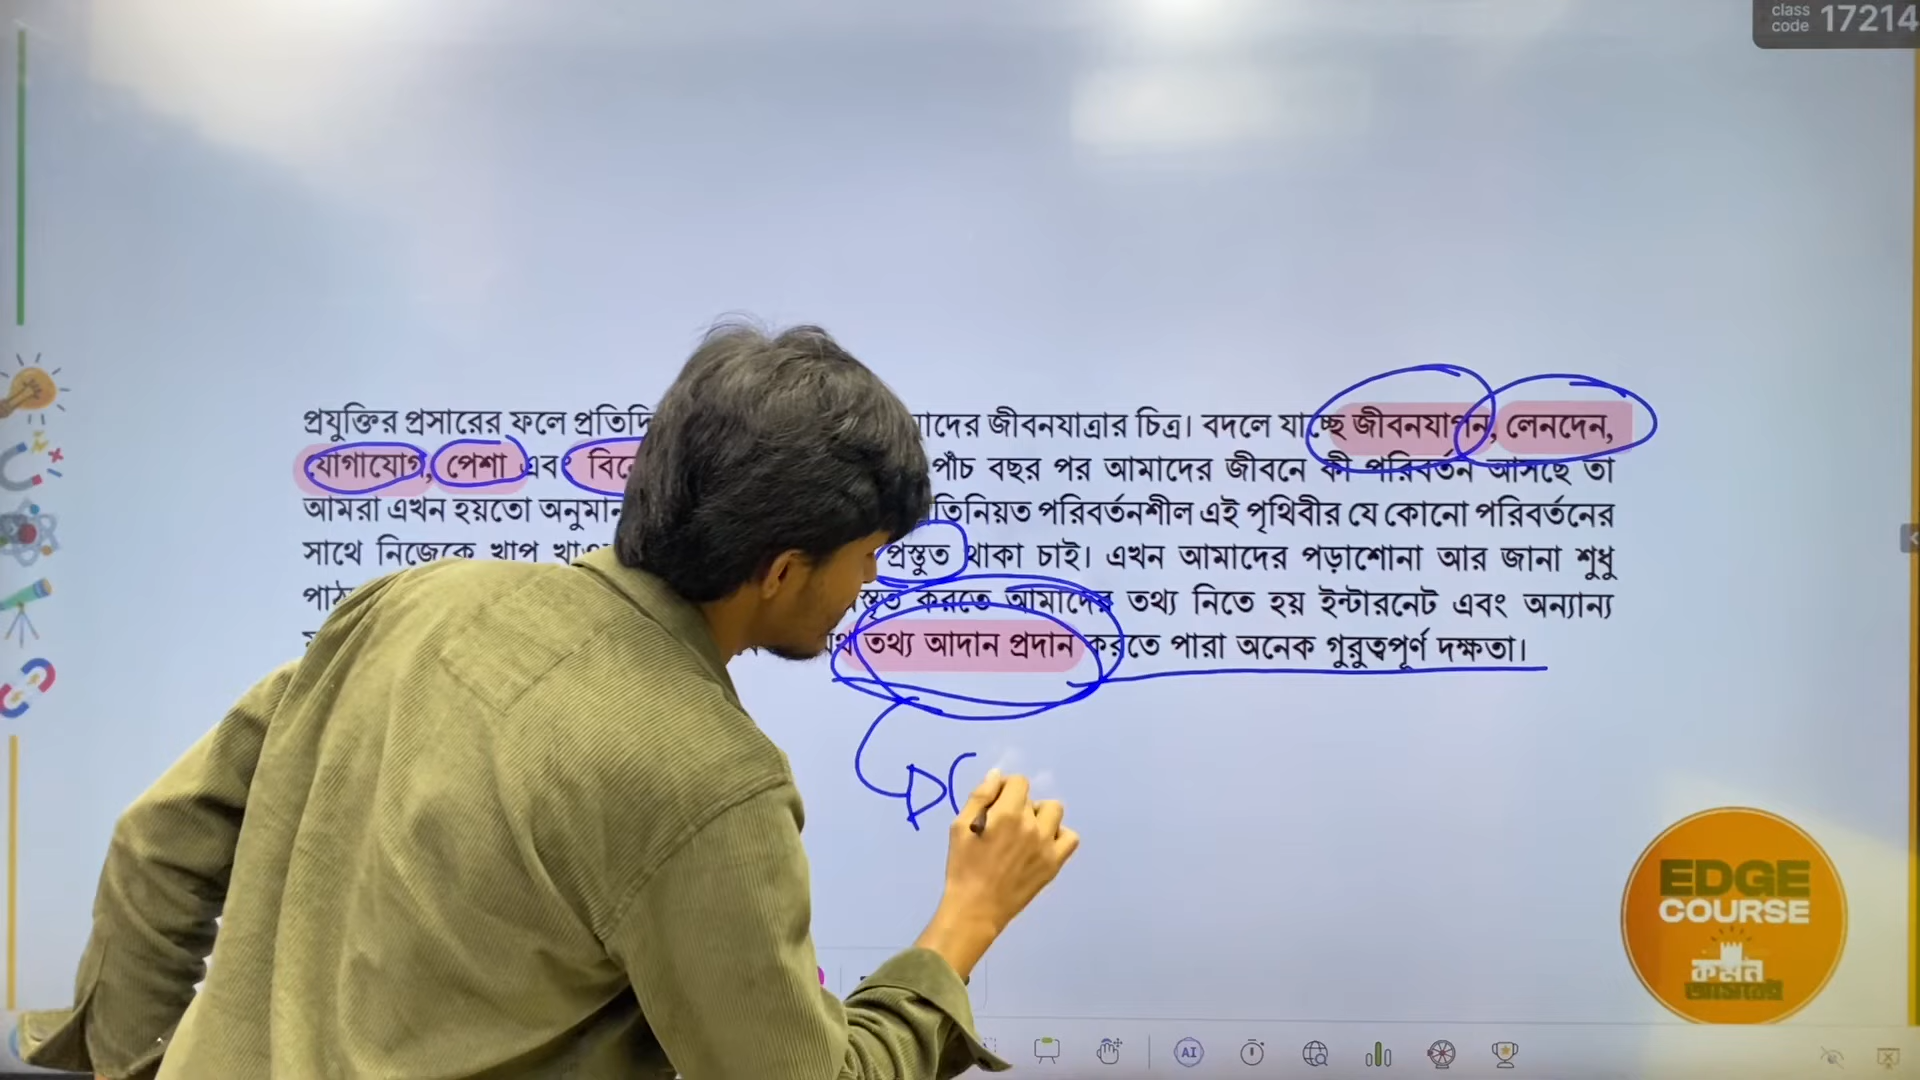 class code 17214
প্রযুক্তির প্রসারের ফলে জীবনযাত্রার চিত্র। বদলে যাচ্ছে জীবনযাপন, লেনদেন,
যোগাযোগ, পেশা এবং পাঁচ বছর পর আমাদের জীবনে কী পরিবর্তন আসছে তা
আমরা এখন হয়তো পরিবর্তনশীল এই পৃথিবীর যে কোনো পরিবর্তনের
সাথে নিজেকে খাপ প্রস্তুত থাকা চাই। এখন আমাদের পড়াশোনা আর জানা শুধু
করতে আমাদের তথ্য নিতে হয় ইন্টারনেট এবং অন্যান্য
তথ্য আদান প্রদান করতে পারা অনেক গুরুত্বপূর্ণ দক্ষতা।
EDGE
COURSE
কমন
AI